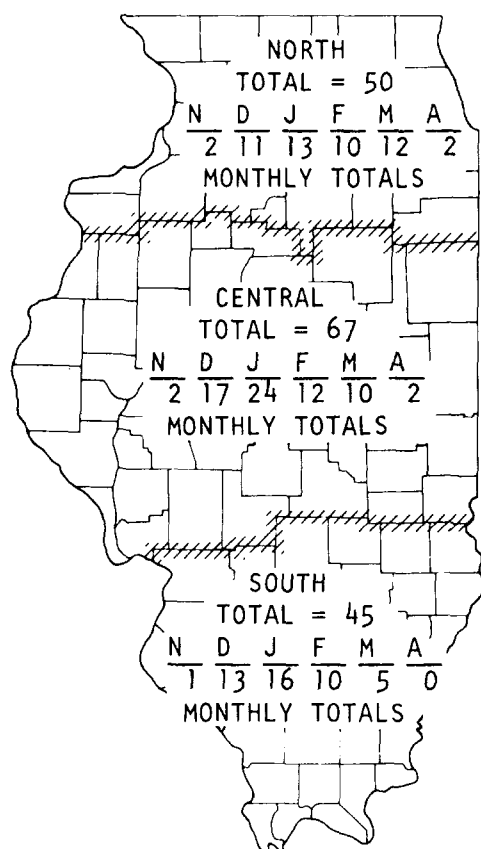 NORTH
TOTAL = 50
N D J F M A
2 11 13 10 12 2
MONTHLY TOTALS
CENTRAL
TOTAL = 67
N D J F M A
2 17 24 12 10 2
MONTHLY TOTALS
SOUTH
TOTAL = 45
N D J F M A
1 13 16 10 5 0
MONTHLY TOTALS